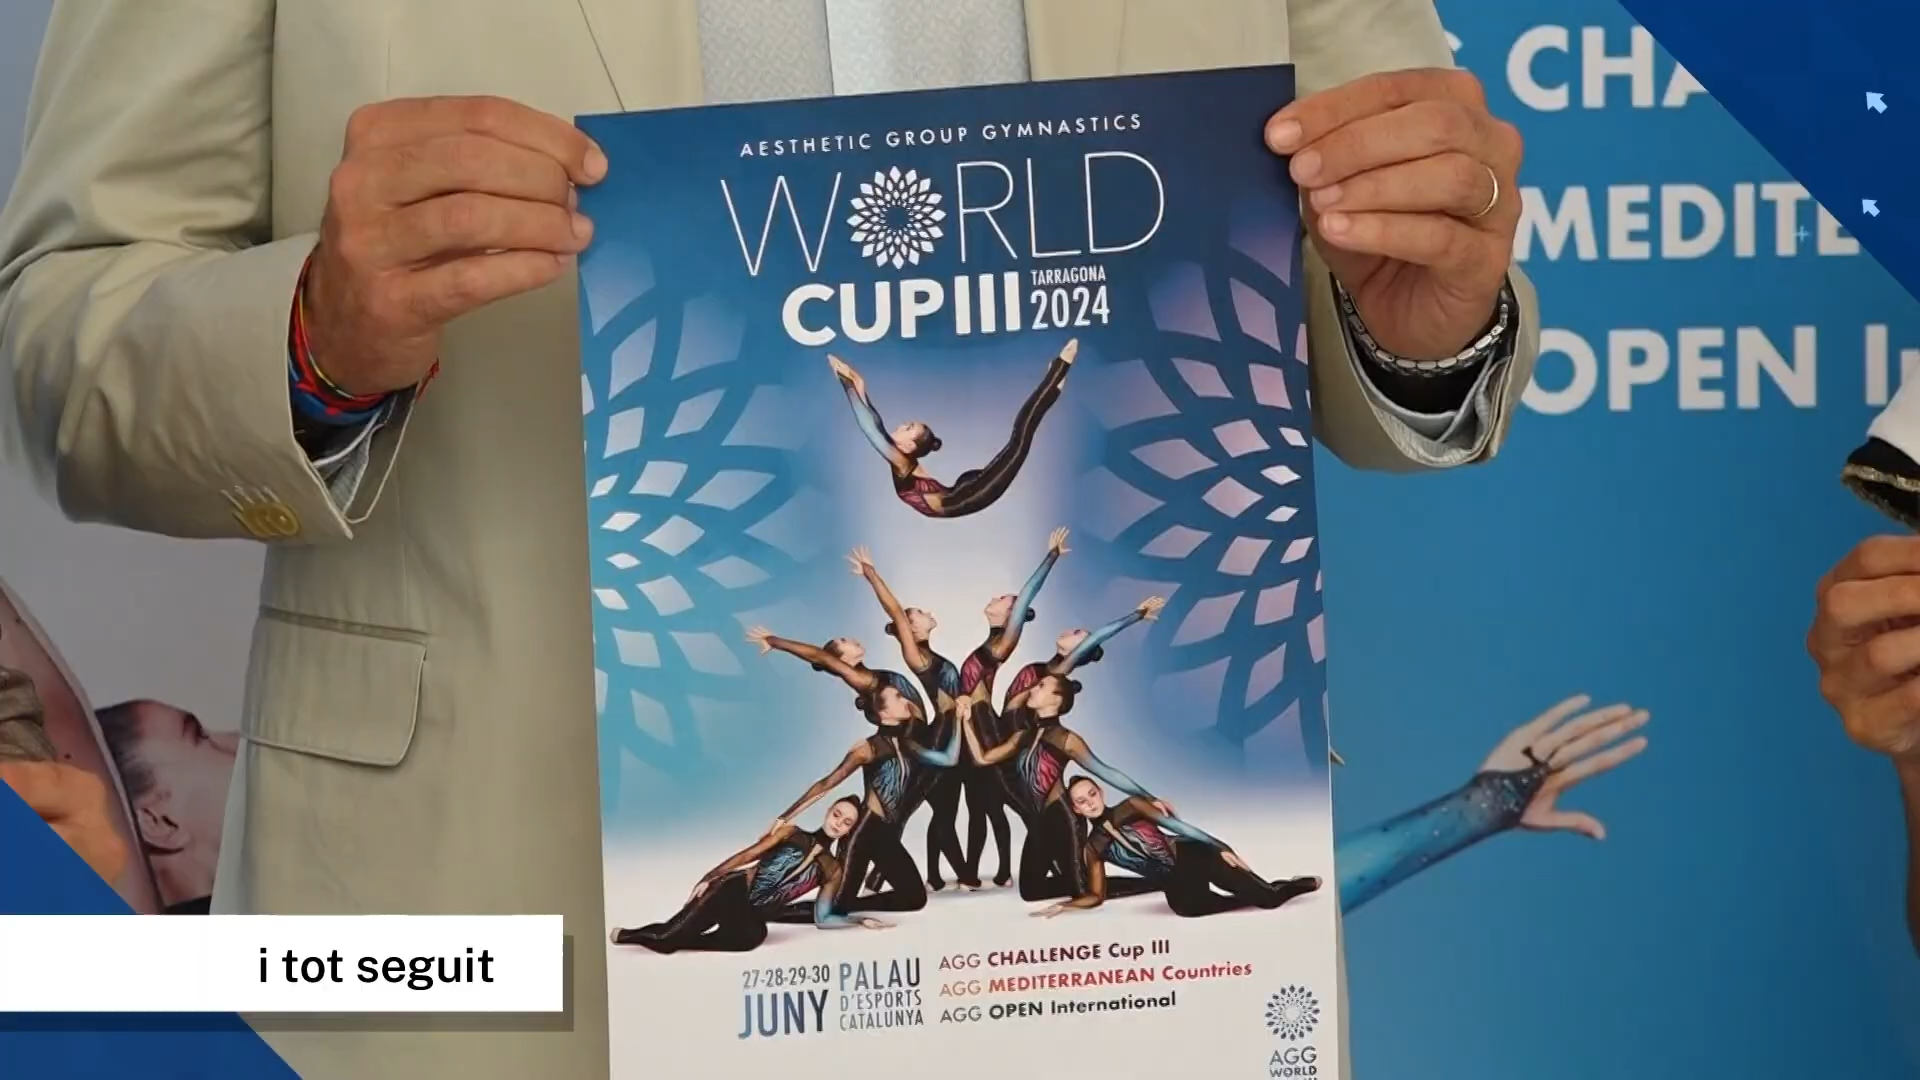 AESTHETIC GROUP GYMNASTICS
WORLD
CUP III TARRAGONA
2024
27-28-29-30
JUNY
PALAU
D'ESPORTS
CATALUNYA
AGG CHALLENGE Cup III
AGG MEDITERRANEAN Countries
AGG OPEN International
AGG
WORLD
CHA
MEDITE
OPEN In
i tot seguit